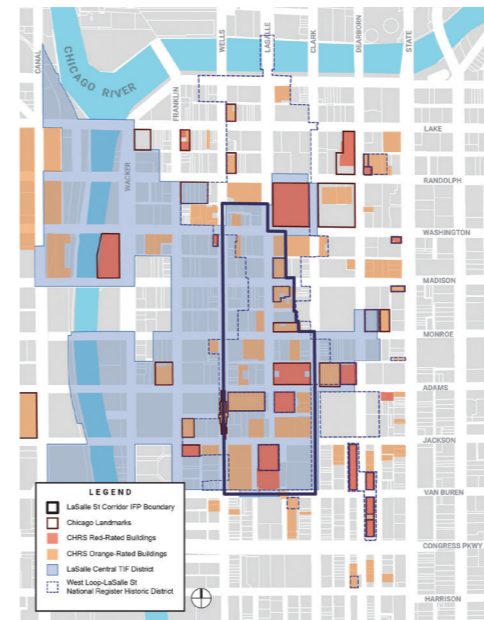 WELLS
LASALLE
CLARK
DEARBORN
STATE
CANAL
CHICAGO RIVER
FRANKLIN
LAKE
WACKER
RANDOLPH
WASHINGTON
MADISON
MONROE
ADAMS
JACKSON
VAN BUREN
CONGRESS PKWY
HARRISON
LEGEND
LaSalle St Corridor IFP Boundary
Chicago Landmarks
CHRS Red-Rated Buildings
CHRS Orange-Rated Buildings
LaSalle Central TIF District
West Loop-LaSalle St
National Register Historic District